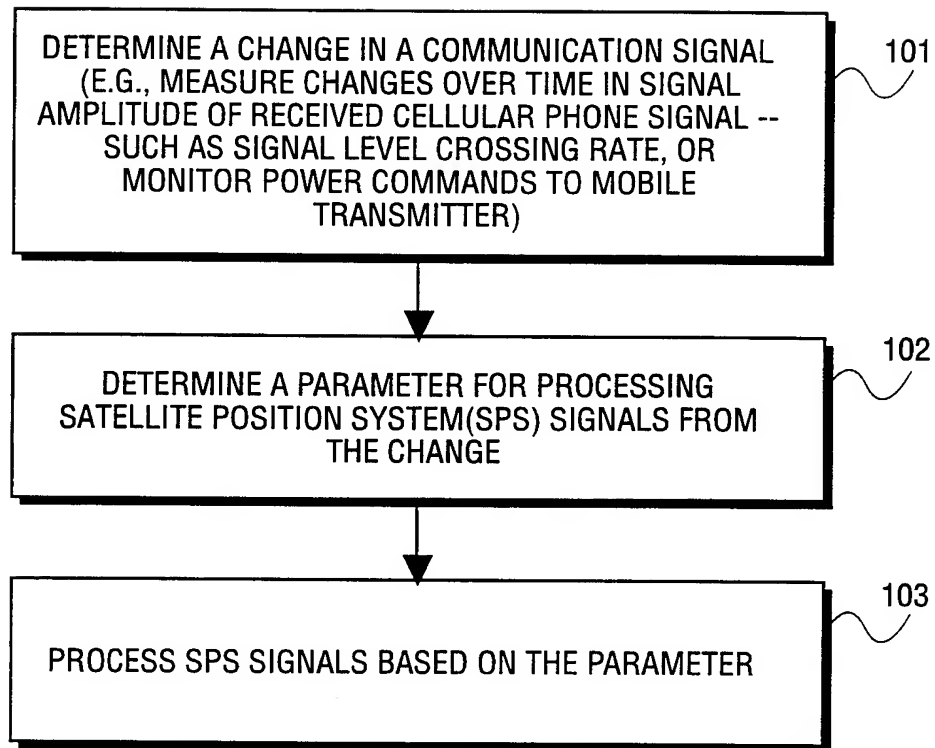 DETERMINE A CHANGE IN A COMMUNICATION SIGNAL
(E.G., MEASURE CHANGES OVER TIME IN SIGNAL
AMPLITUDE OF RECEIVED CELLULAR PHONE SIGNAL --
SUCH AS SIGNAL LEVEL CROSSING RATE, OR
MONITOR POWER COMMANDS TO MOBILE
TRANSMITTER)
101
DETERMINE A PARAMETER FOR PROCESSING
SATELLITE POSITION SYSTEM(SPS) SIGNALS FROM
THE CHANGE
102
PROCESS SPS SIGNALS BASED ON THE PARAMETER
103